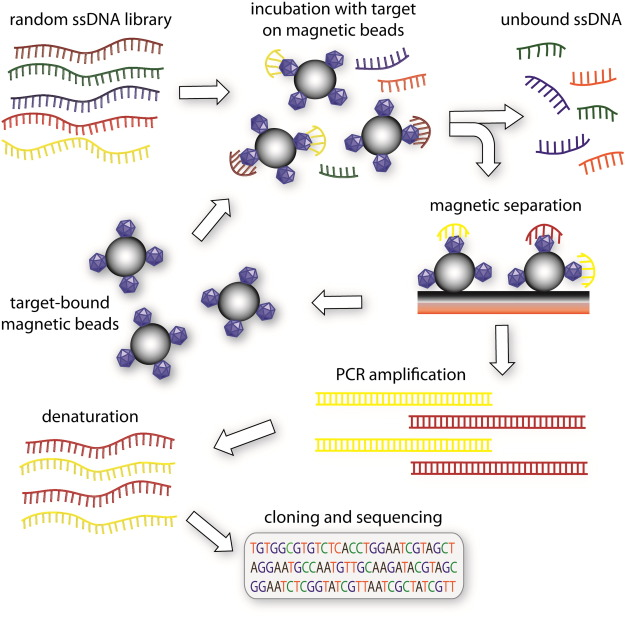 random ssDNA library
incubation with target
on magnetic beads
unbound ssDNA
magnetic separation
target-bound
magnetic beads
PCR amplification
denaturation
cloning and sequencing
TGTGGCGTGTCTCACCTGGAATCGTAGCT
AGGAATGCCAATGTTGCAAGATACGTAGC
GGAATCTCGGTATCGTTAATCGCTATCGTT